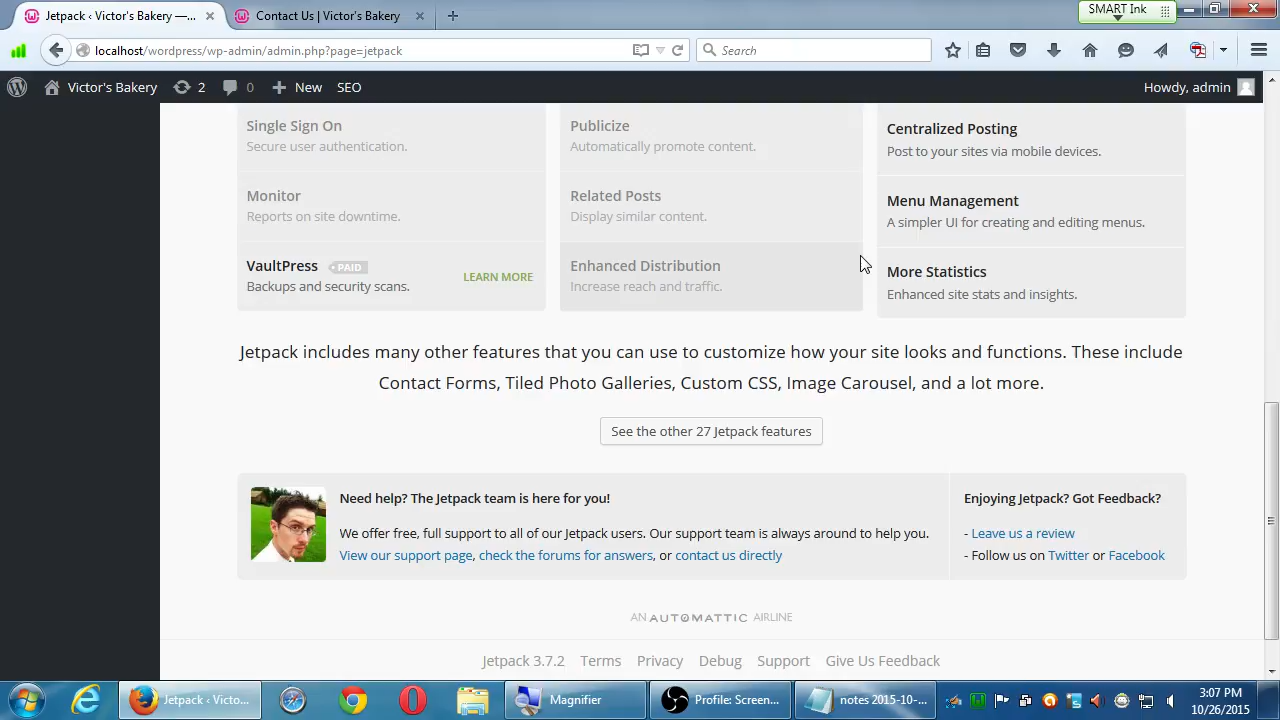 Jetpack ‹ Victor's Bakery —...
Contact Us | Victor's Bakery
SMART Ink
localhost/wordpress/wp-admin/admin.php?page=jetpack
Search
Victor's Bakery
2
0
New
SEO
Howdy, admin
Single Sign On
Secure user authentication.
Publicize
Automatically promote content.
Centralized Posting
Post to your sites via mobile devices.
Monitor
Reports on site downtime.
Related Posts
Display similar content.
Menu Management
A simpler UI for creating and editing menus.
VaultPress PAID
Backups and security scans.
LEARN MORE
Enhanced Distribution
Increase reach and traffic.
More Statistics
Enhanced site stats and insights.
Jetpack includes many other features that you can use to customize how your site looks and functions. These include
Contact Forms, Tiled Photo Galleries, Custom CSS, Image Carousel, and a lot more.
See the other 27 Jetpack features
Need help? The Jetpack team is here for you!
We offer free, full support to all of our Jetpack users. Our support team is always around to help you.
View our support page, check the forums for answers, or contact us directly
Enjoying Jetpack? Got Feedback?
- Leave us a review
- Follow us on Twitter or Facebook
AN AUTOMATTIC AIRLINE
Jetpack 3.7.2 Terms Privacy Debug Support Give Us Feedback
Jetpack ‹ Victo...
Magnifier
Profile: Screen...
notes 2015-10-...
3:07 PM
10/26/2015